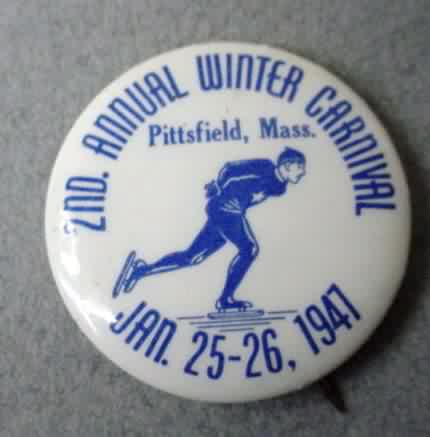 2ND. ANNUAL WINTER CARNIVAL
Pittsfield, Mass.
JAN. 25-26, 1947